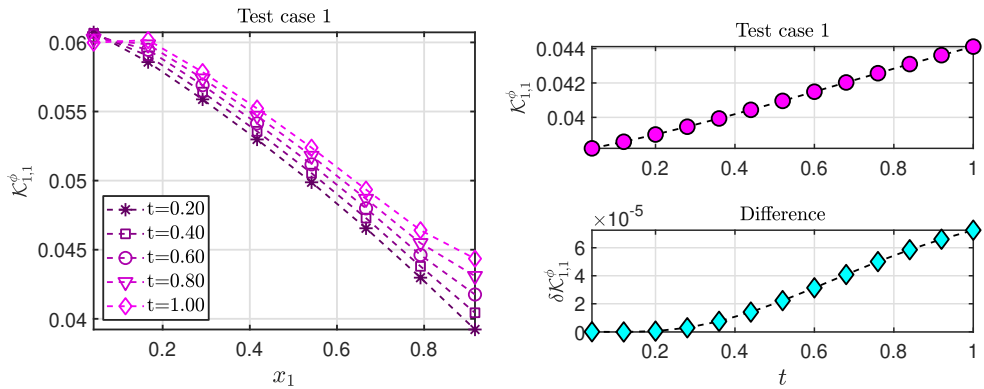 Test case 1
0.06
0.055
0.05
0.045
0.04
𝒦^ϕ_{1,1}
t=0.20
t=0.40
t=0.60
t=0.80
t=1.00
0.2 0.4 0.6 0.8
x_1
Test case 1
0.044
0.042
0.04
𝒦^ϕ_{1,1}
0.2 0.4 0.6 0.8 1
Difference
×10^{-5}
6
4
2
0
δ𝒦^ϕ_{1,1}
0.2 0.4 0.6 0.8 1
t